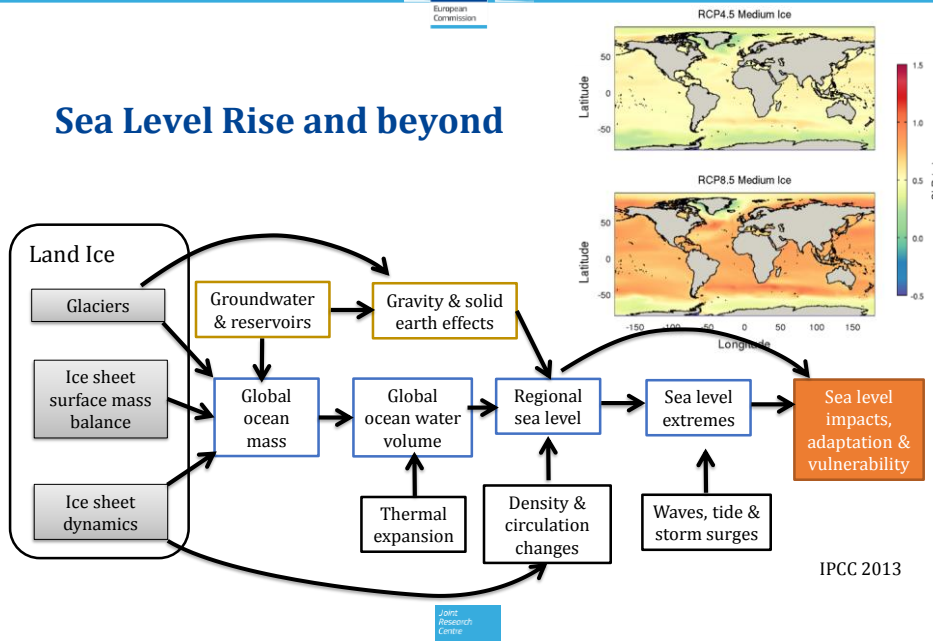 European
Commission
Sea Level Rise and beyond
RCP4.5 Medium Ice
Latitude
50
0
-50
RCP8.5 Medium Ice
Latitude
50
0
-50
-150
-100
-50
0
50
100
150
Longitude
1.5
1.0
0.5
0.0
-0.5
Land Ice
Glaciers
Groundwater
& reservoirs
Gravity & solid
earth effects
Ice sheet
surface mass
balance
Global
ocean
mass
Global
ocean water
volume
Regional
sea level
Sea level
extremes
Sea level
impacts,
adaptation &
vulnerability
Ice sheet
dynamics
Thermal
expansion
Density &
circulation
changes
Waves, tide &
storm surges
IPCC 2013
Joint
Research
Centre